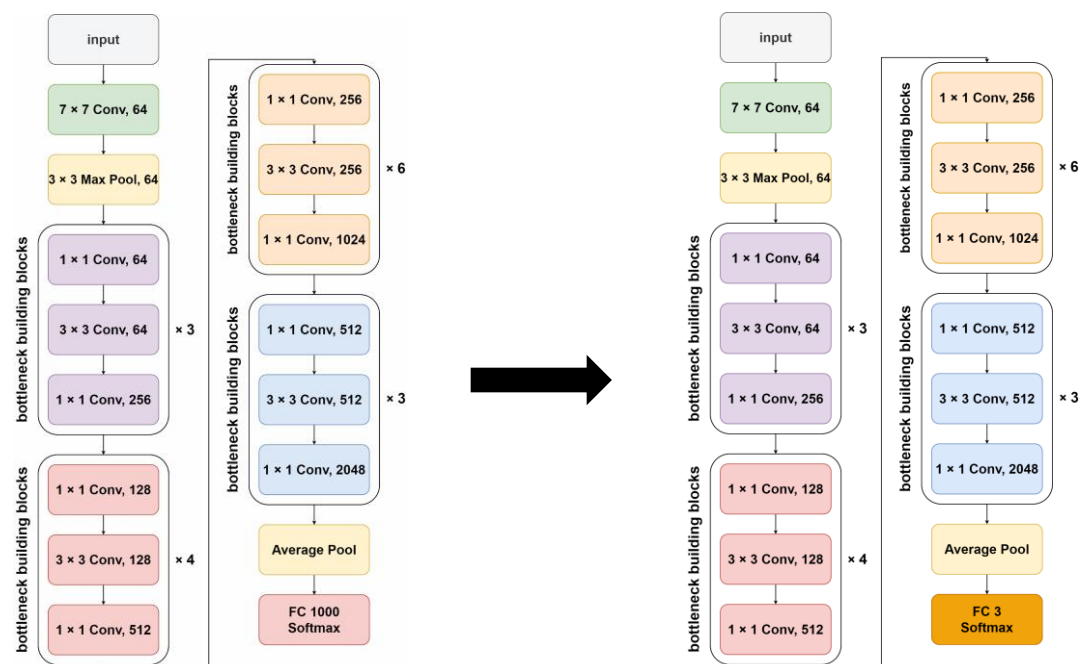 input
7 × 7 Conv, 64
3 × 3 Max Pool, 64
bottleneck building blocks
1 × 1 Conv, 64
3 × 3 Conv, 64
× 3
1 × 1 Conv, 256
bottleneck building blocks
1 × 1 Conv, 128
3 × 3 Conv, 128
× 4
1 × 1 Conv, 512
bottleneck building blocks
1 × 1 Conv, 256
3 × 3 Conv, 256
× 6
1 × 1 Conv, 1024
bottleneck building blocks
1 × 1 Conv, 512
3 × 3 Conv, 512
× 3
1 × 1 Conv, 2048
Average Pool
FC 1000
Softmax
input
7 × 7 Conv, 64
3 × 3 Max Pool, 64
bottleneck building blocks
1 × 1 Conv, 64
3 × 3 Conv, 64
× 3
1 × 1 Conv, 256
bottleneck building blocks
1 × 1 Conv, 128
3 × 3 Conv, 128
× 4
1 × 1 Conv, 512
bottleneck building blocks
1 × 1 Conv, 256
3 × 3 Conv, 256
× 6
1 × 1 Conv, 1024
bottleneck building blocks
1 × 1 Conv, 512
3 × 3 Conv, 512
× 3
1 × 1 Conv, 2048
Average Pool
FC 3
Softmax